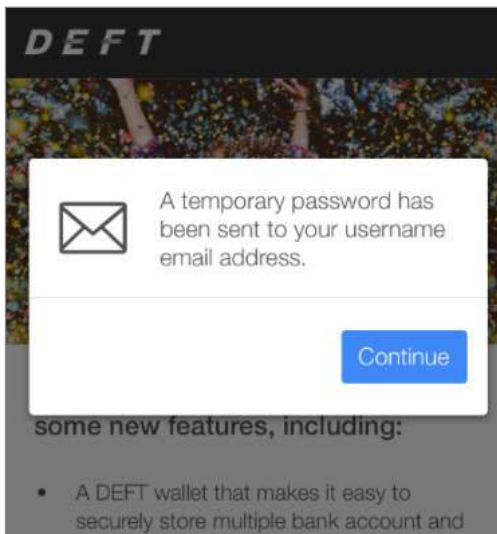 DEFT
A temporary password has
been sent to your username
email address.
Continue
some new features, including:
• A DEFT wallet that makes it easy to
securely store multiple bank account and